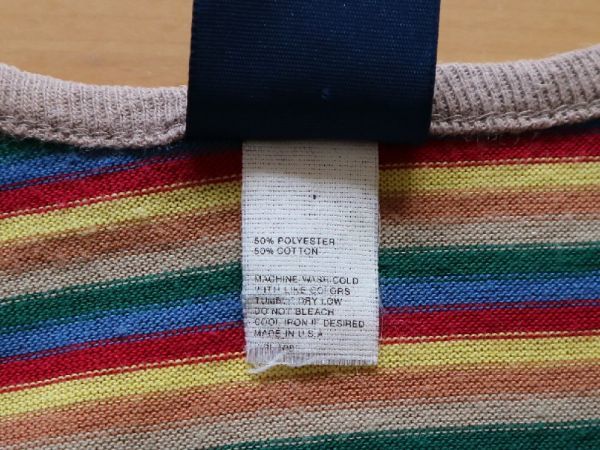 50% POLYESTER
50% COTTON
MACHINE WASH COLD
WITH LIKE COLORS
TUMBLE DRY LOW
DO NOT BLEACH
COOL IRON IF DESIRED
MADE IN U.S.A